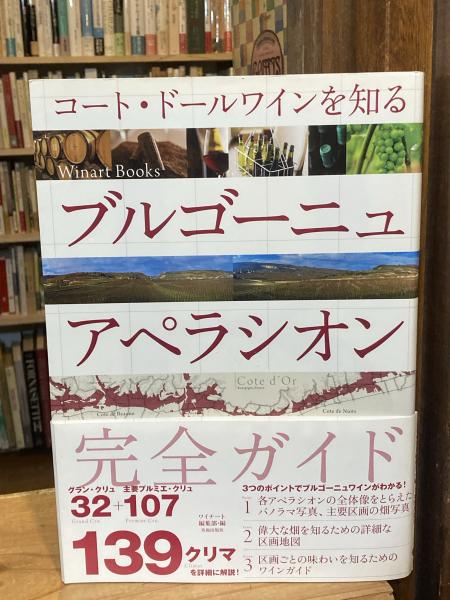 コート・ドールワインを知る
Winart Books
ブルゴーニュ
アペラシオン
Cote d'Or
Cote de Beaune
Cote de Nuits
完全ガイド
グラン・クリュ 主要プルミエ・クリュ
32+107
Grand Cru Premier Cru
ワイナート
編集部・編
美術出版社
139クリマ
Climat
を詳細に解説!
3つのポイントでブルゴーニュワインがわかる!
1 各アペラシオンの全体像をとらえた
パノラマ写真、主要区画の畑写真
2 偉大な畑を知るための詳細な
区画地図
3 区画ごとの味わいを知るための
ワインガイド